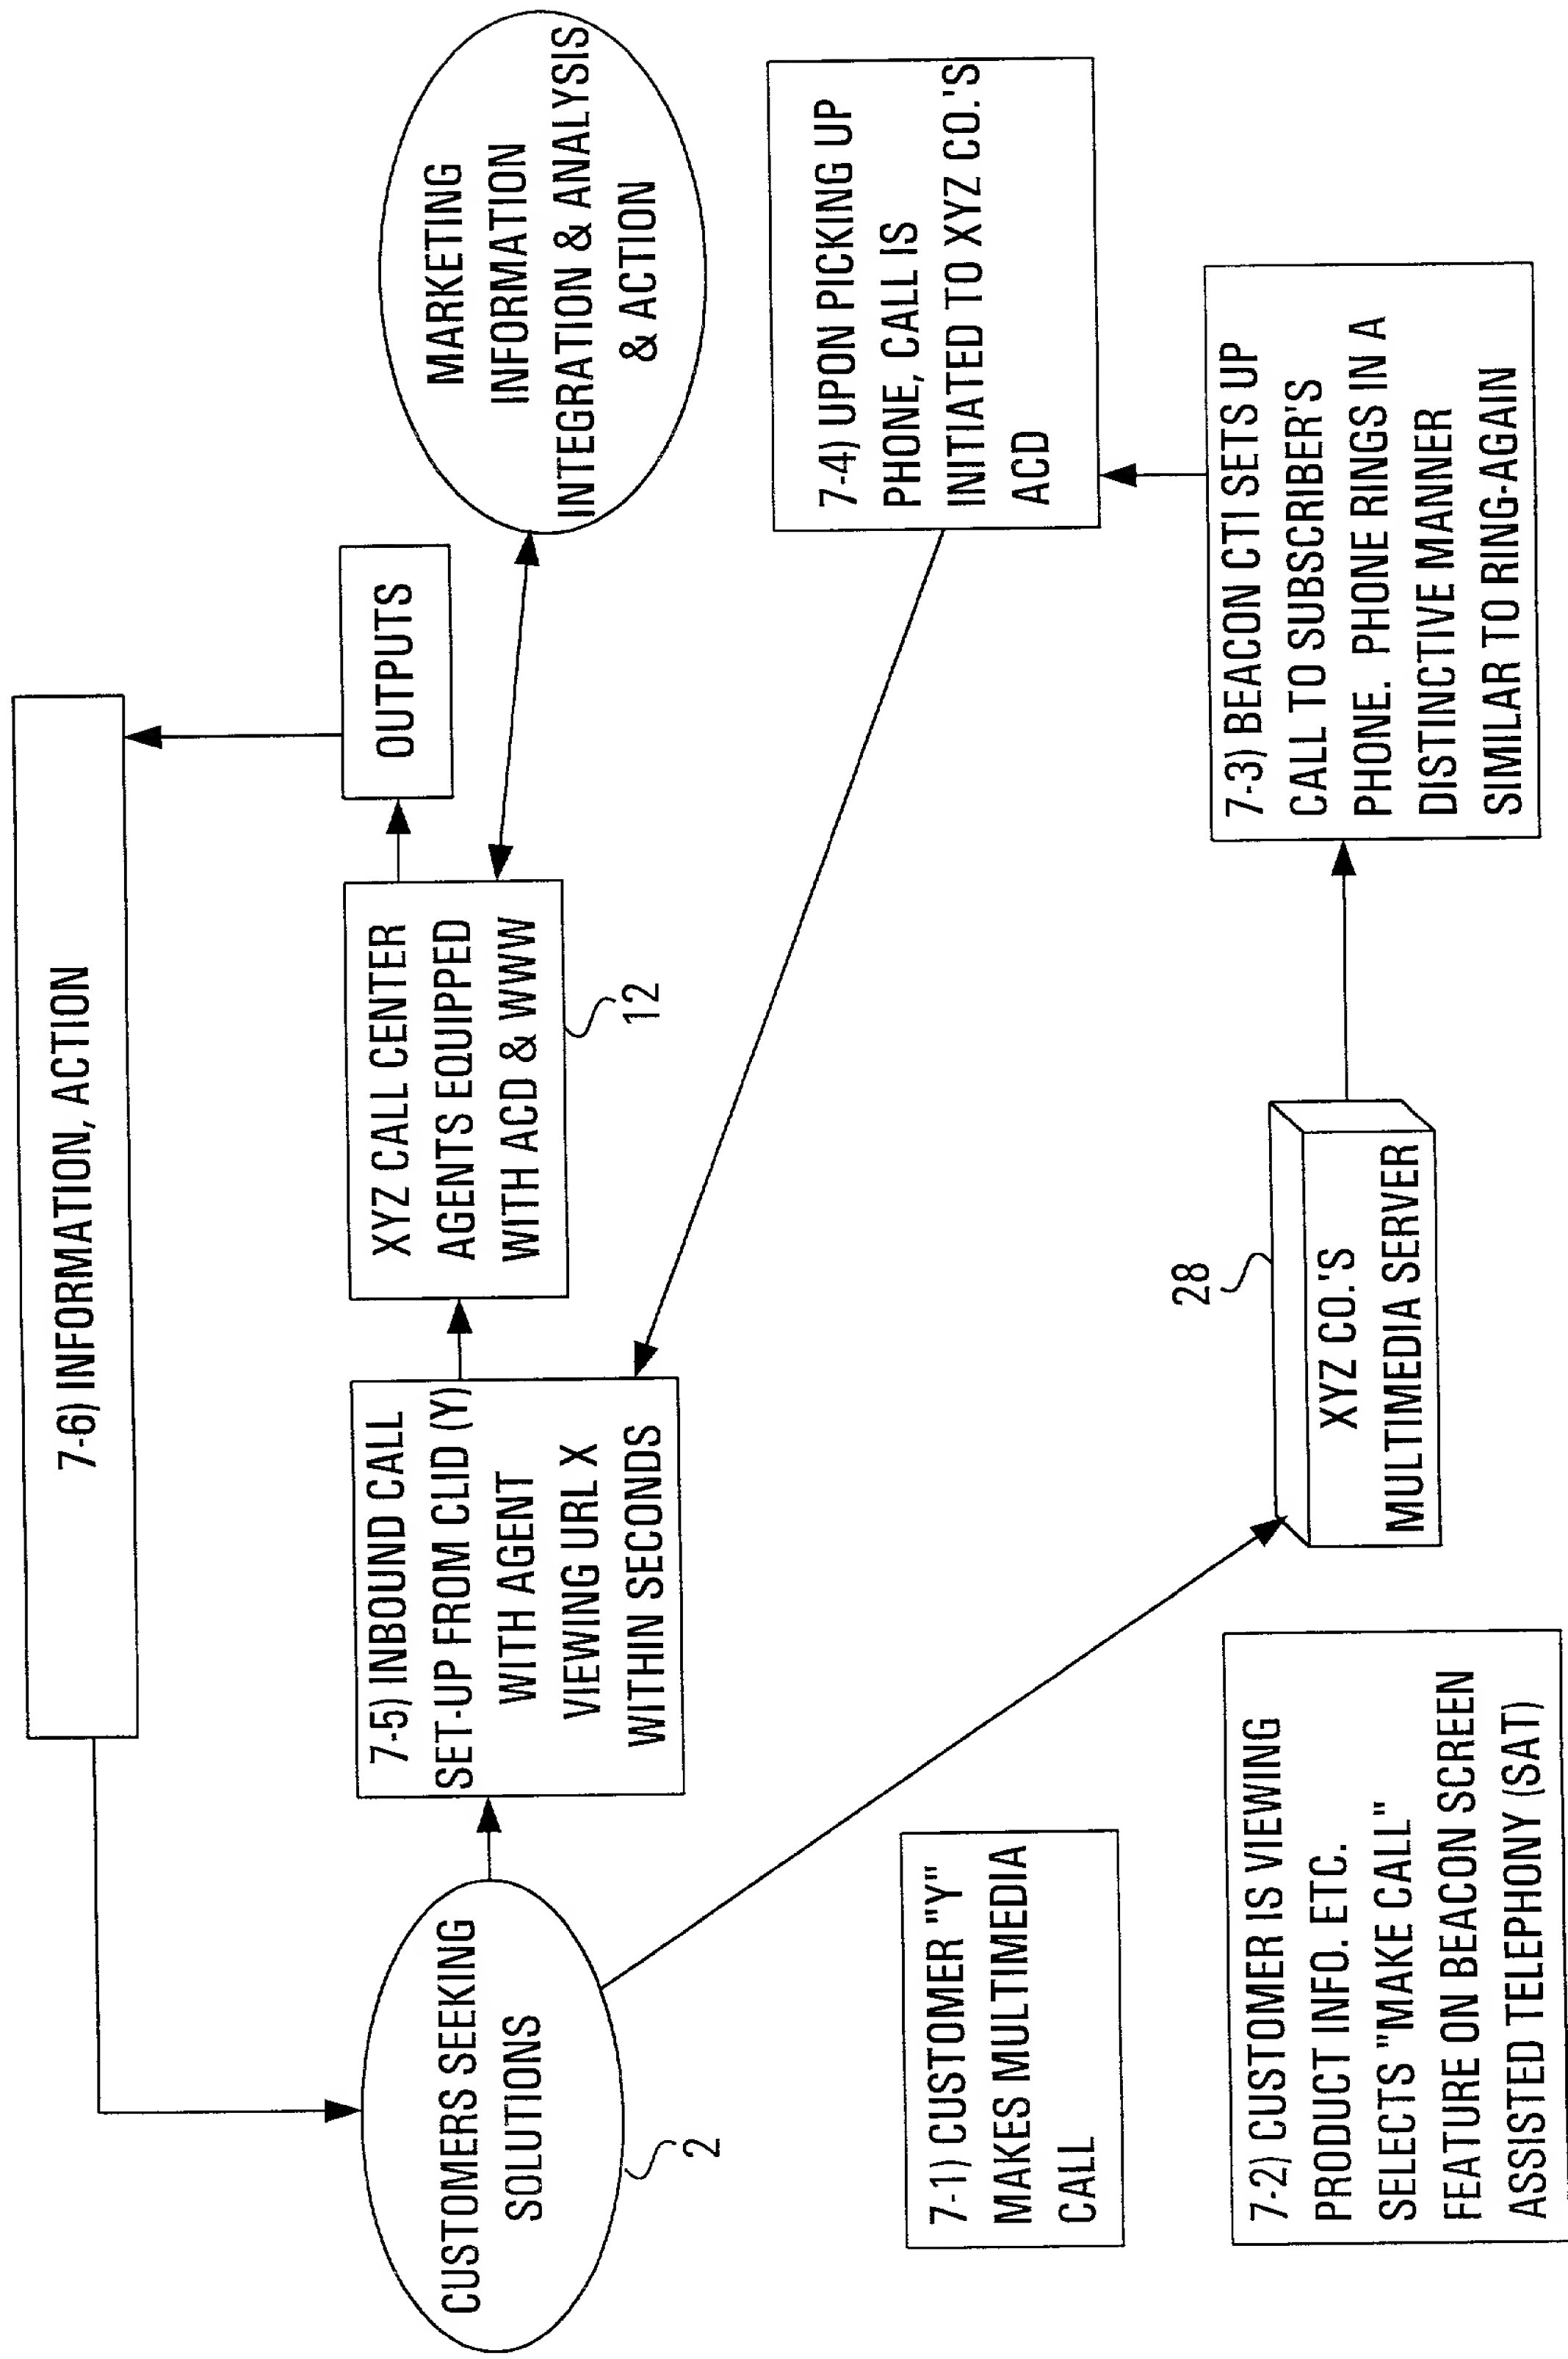 7-6) INFORMATION, ACTION
CUSTOMERS SEEKING
SOLUTIONS
2
7-5) INBOUND CALL
SET-UP FROM CLID (Y)
WITH AGENT
VIEWING URL X
WITHIN SECONDS
XYZ CALL CENTER
AGENTS EQUIPPED
WITH ACD & WWW
12
OUTPUTS
MARKETING
INFORMATION
INTEGRATION & ANALYSIS
& ACTION
7-4) UPON PICKING UP
PHONE, CALL IS
INITIATED TO XYZ CO.'S
ACD
7-1) CUSTOMER "Y"
MAKES MULTIMEDIA
CALL
7-2) CUSTOMER IS VIEWING
PRODUCT INFO. ETC.
SELECTS "MAKE CALL"
FEATURE ON BEACON SCREEN
ASSISTED TELEPHONY (SAT)
28
XYZ CO.'S
MULTIMEDIA SERVER
7-3) BEACON CTI SETS UP
CALL TO SUBSCRIBER'S
PHONE. PHONE RINGS IN A
DISTINCTIVE MANNER
SIMILAR TO RING-AGAIN